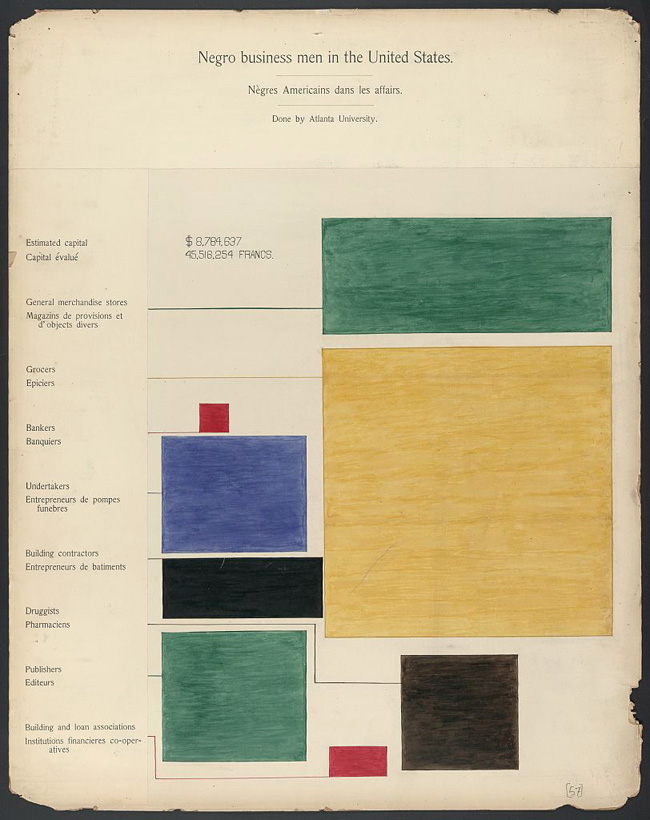 Negro business men in the United States.
Nègres Americains dans les affairs.
Done by Atlanta University.
Estimated capital
Capital évalué
$ 8,784,637
45,516,254 FRANCS.
General merchandise stores
Magazins de provisions et
d'objects divers
Grocers
Epiciers
Bankers
Banquiers
Undertakers
Entrepreneurs de pompes
funebres
Building contractors
Entrepreneurs de batiments
Druggists
Pharmaciens
Publishers
Editeurs
Building and loan associations
Institutions financieres co-oper-
atives
[57]